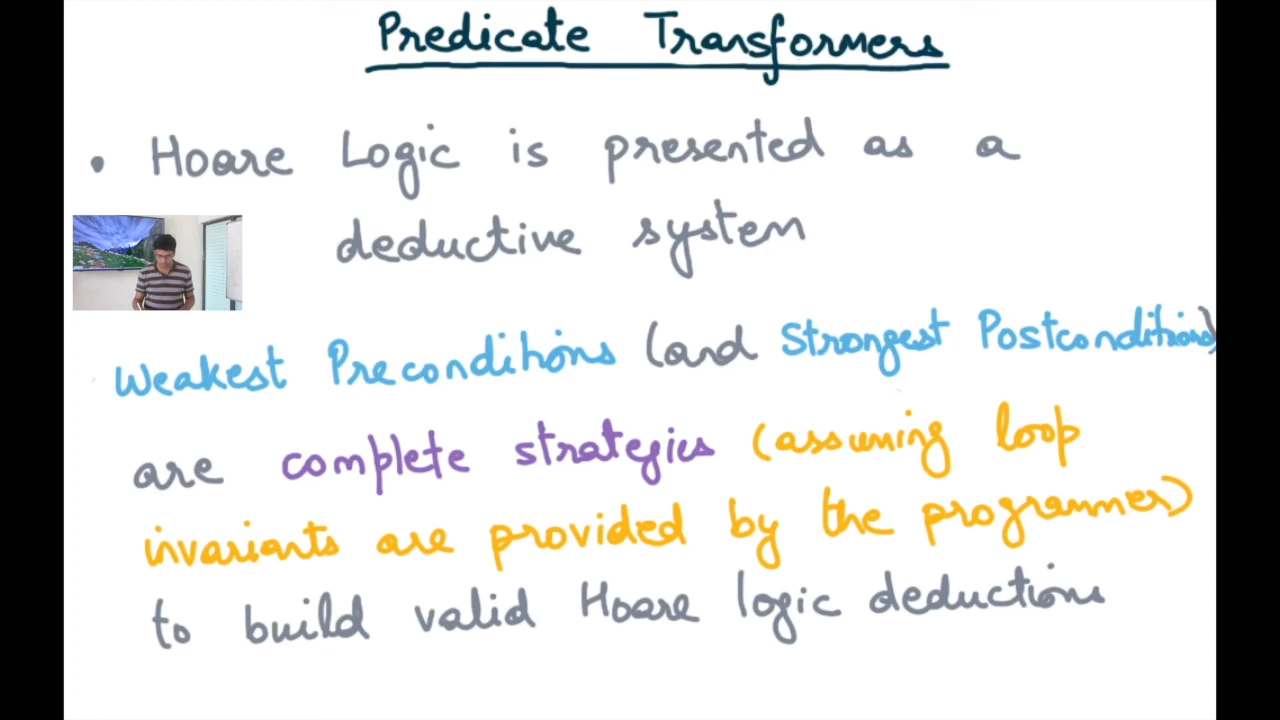 Predicate Transformers
• Hoare Logic is presented as a
deductive system
Weakest Preconditions (and Strongest Postconditions)
are complete strategies (assuming loop
invariants are provided by the programmer)
to build valid Hoare logic deductions